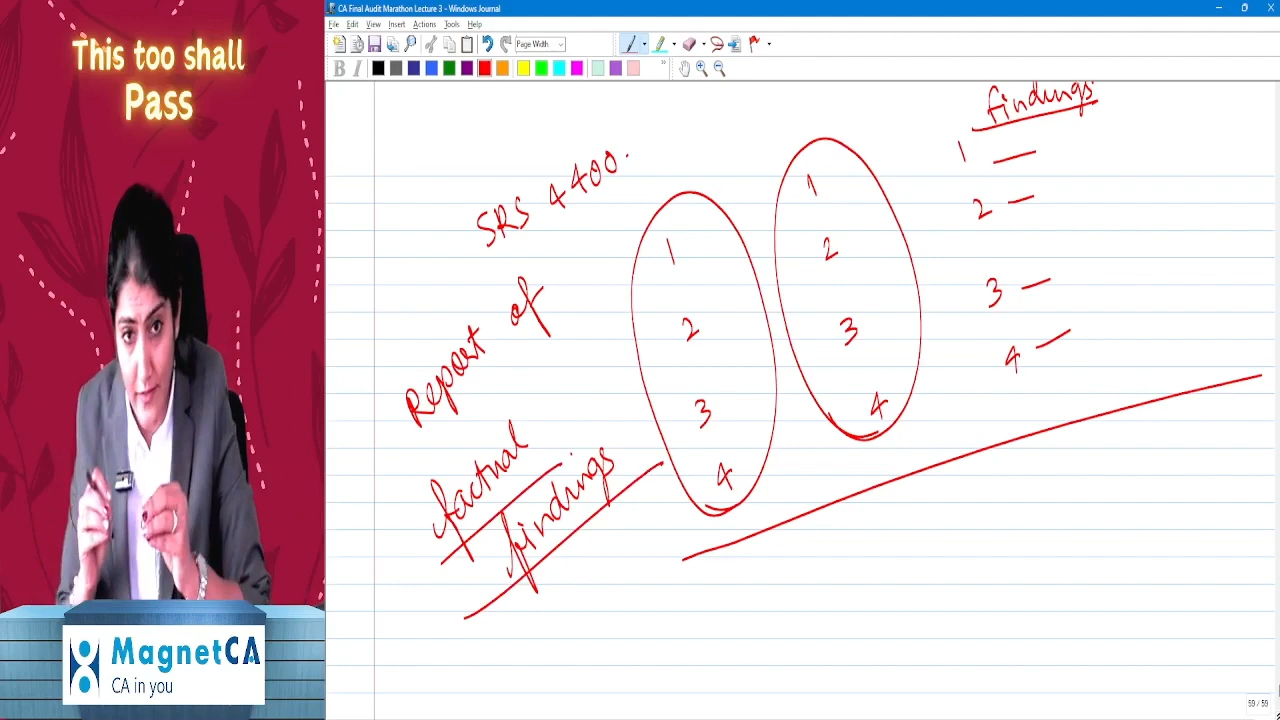 This too shall
Pass
CA Final Audit Marathon Lecture 3 - Windows Journal
File Edit View Insert Actions Tools Help
Page Width
B I
findings
1 —
2 —
3 —
4 —
SRS 4400.
Report of
factual
findings
1
2
3
4
1
2
3
4
MagnetCA
CA in you
59 / 59